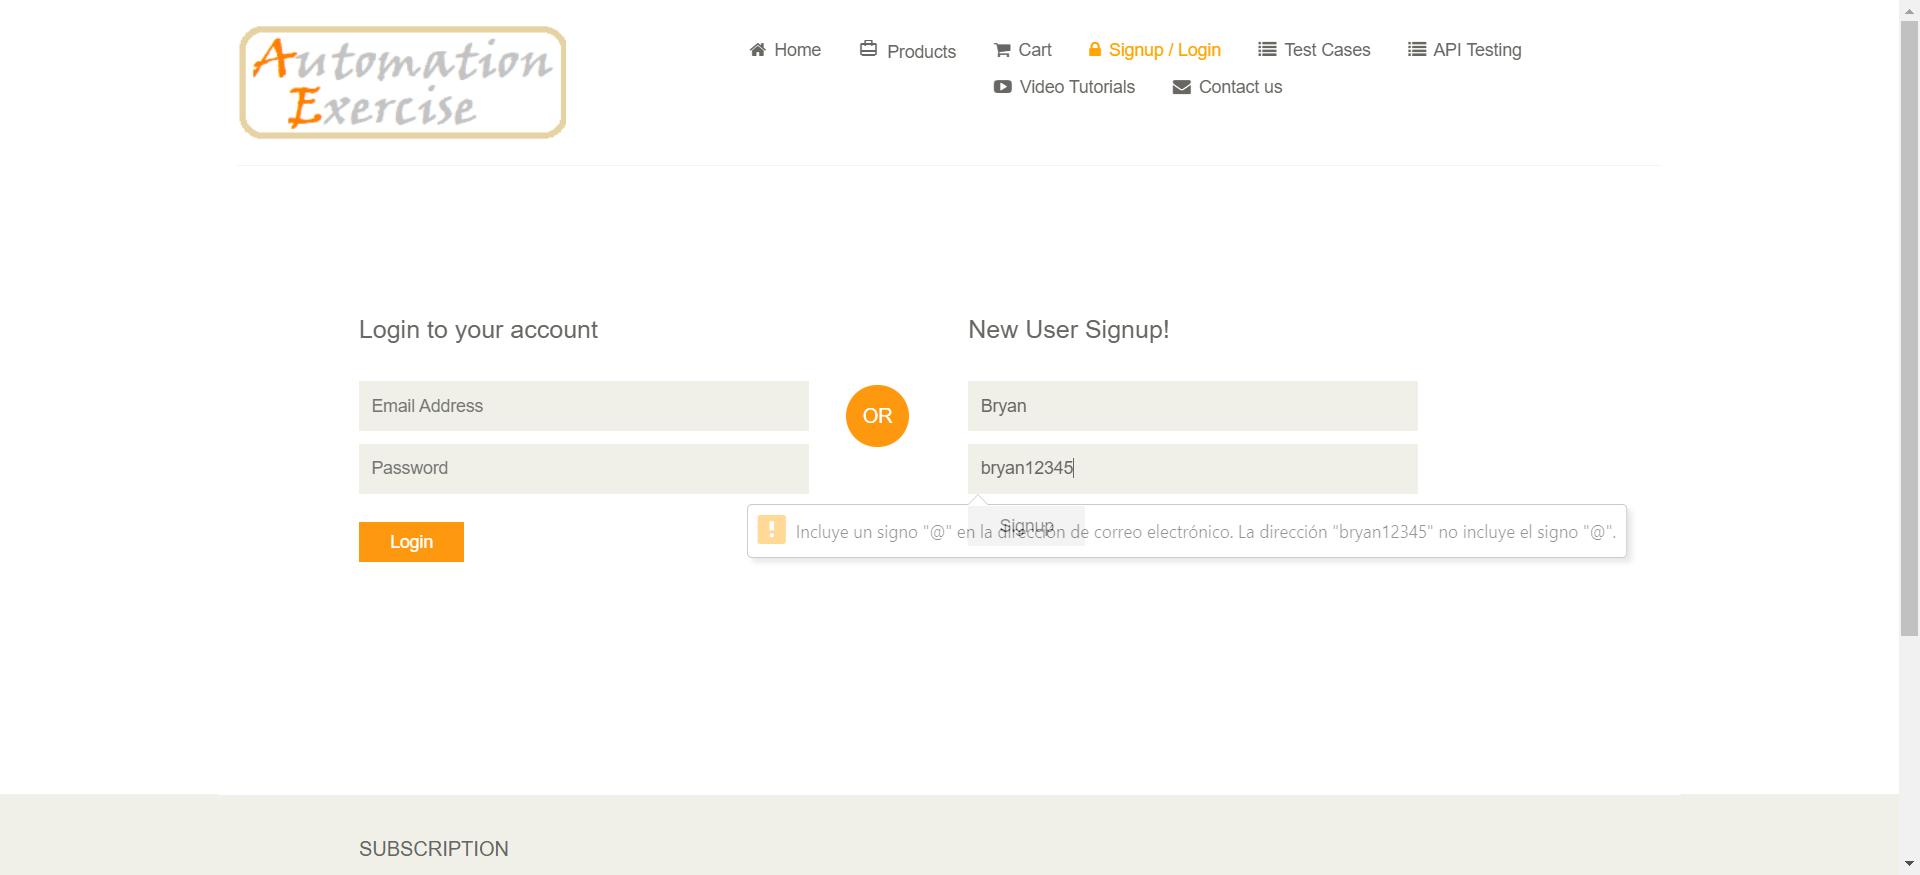 Automation
Exercise
Home
Products
Cart
Signup / Login
Test Cases
API Testing
Video Tutorials
Contact us
Login to your account
Email Address
Password
Login
OR
New User Signup!
Bryan
bryan12345
Signup
Incluye un signo "@" en la dirección de correo electrónico. La dirección "bryan12345" no incluye el signo "@".
SUBSCRIPTION